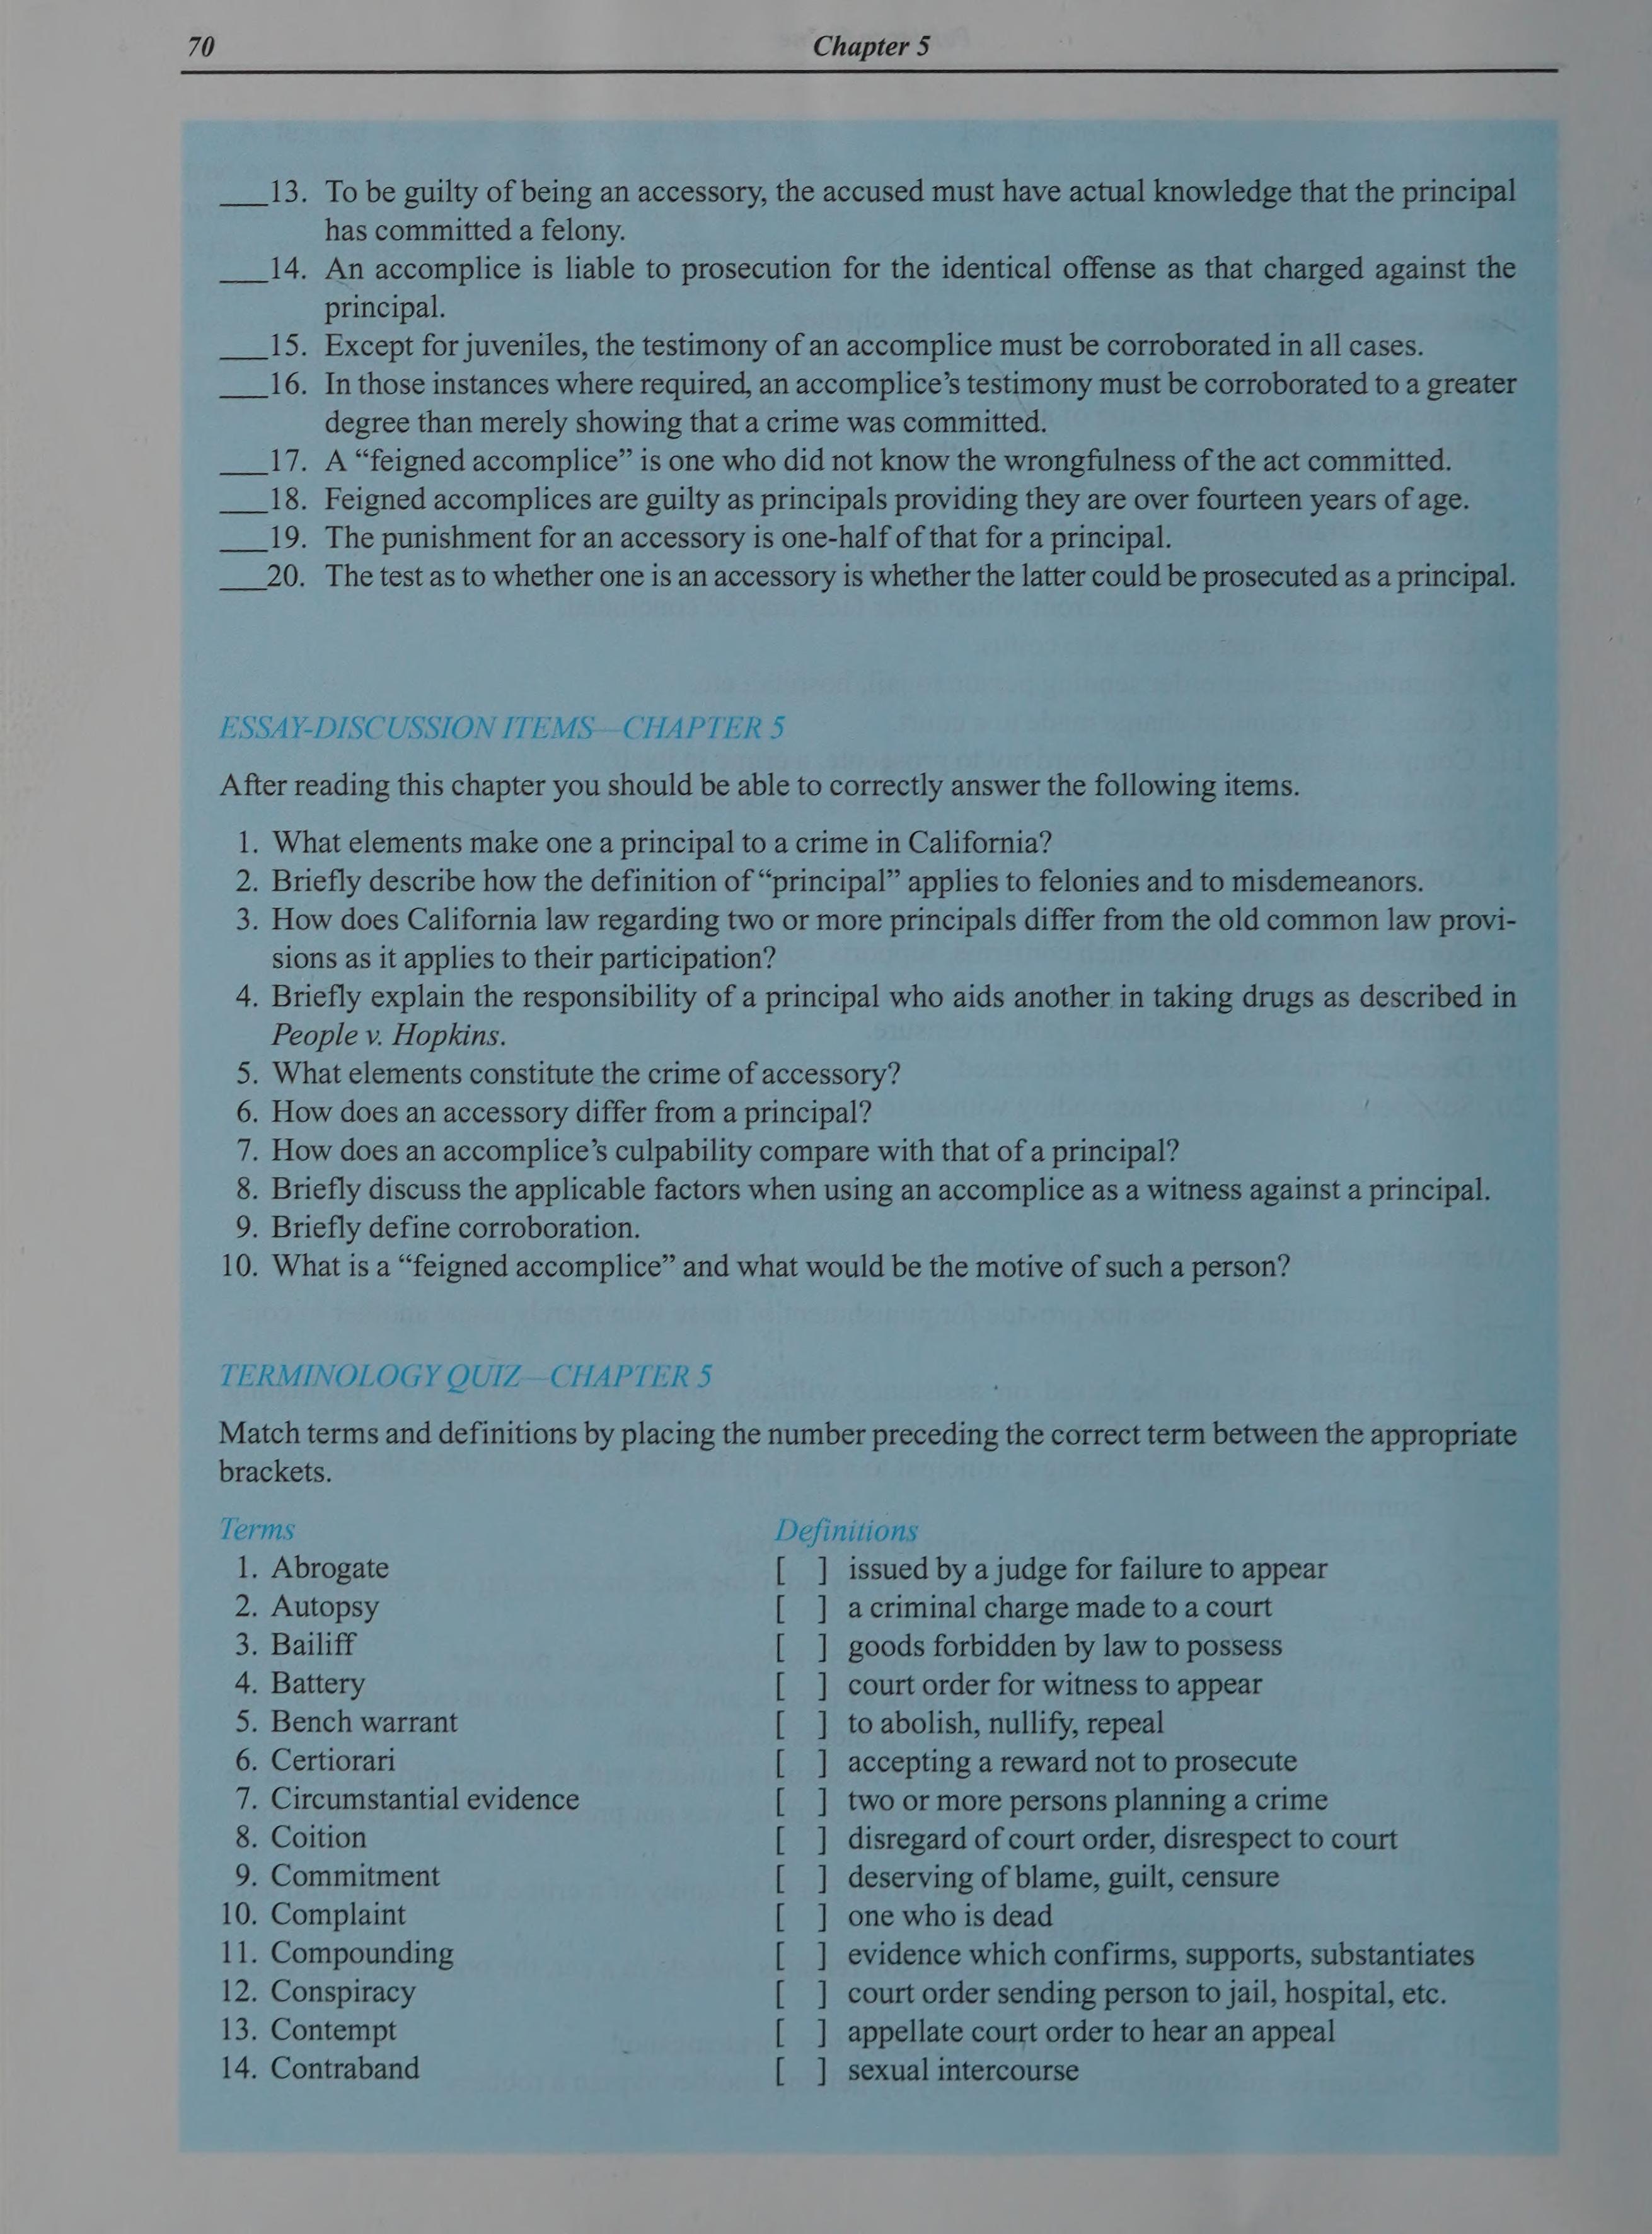 70
Chapter 5
___13. To be guilty of being an accessory, the accused must have actual knowledge that the principal
has committed a felony.
___14. An accomplice is liable to prosecution for the identical offense as that charged against the
principal.
___15. Except for juveniles, the testimony of an accomplice must be corroborated in all cases.
___16. In those instances where required, an accomplice’s testimony must be corroborated to a greater
degree than merely showing that a crime was committed.
___17. A “feigned accomplice” is one who did not know the wrongfulness of the act committed.
___18. Feigned accomplices are guilty as principals providing they are over fourteen years of age.
___19. The punishment for an accessory is one-half of that for a principal.
___20. The test as to whether one is an accessory is whether the latter could be prosecuted as a principal.
ESSAY-DISCUSSION ITEMS—CHAPTER 5
After reading this chapter you should be able to correctly answer the following items.
1. What elements make one a principal to a crime in California?
2. Briefly describe how the definition of “principal” applies to felonies and to misdemeanors.
3. How does California law regarding two or more principals differ from the old common law provi-
sions as it applies to their participation?
4. Briefly explain the responsibility of a principal who aids another in taking drugs as described in
People v. Hopkins.
5. What elements constitute the crime of accessory?
6. How does an accessory differ from a principal?
7. How does an accomplice’s culpability compare with that of a principal?
8. Briefly discuss the applicable factors when using an accomplice as a witness against a principal.
9. Briefly define corroboration.
10. What is a “feigned accomplice” and what would be the motive of such a person?
TERMINOLOGY QUIZ—CHAPTER 5
Match terms and definitions by placing the number preceding the correct term between the appropriate
brackets.
Terms
1. Abrogate
2. Autopsy
3. Bailiff
4. Battery
5. Bench warrant
6. Certiorari
7. Circumstantial evidence
8. Coition
9. Commitment
10. Complaint
11. Compounding
12. Conspiracy
13. Contempt
14. Contraband
Definitions
[ ] issued by a judge for failure to appear
[ ] a criminal charge made to a court
[ ] goods forbidden by law to possess
[ ] court order for witness to appear
[ ] to abolish, nullify, repeal
[ ] accepting a reward not to prosecute
[ ] two or more persons planning a crime
[ ] disregard of court order, disrespect to court
[ ] deserving of blame, guilt, censure
[ ] one who is dead
[ ] evidence which confirms, supports, substantiates
[ ] court order sending person to jail, hospital, etc.
[ ] appellate court order to hear an appeal
[ ] sexual intercourse